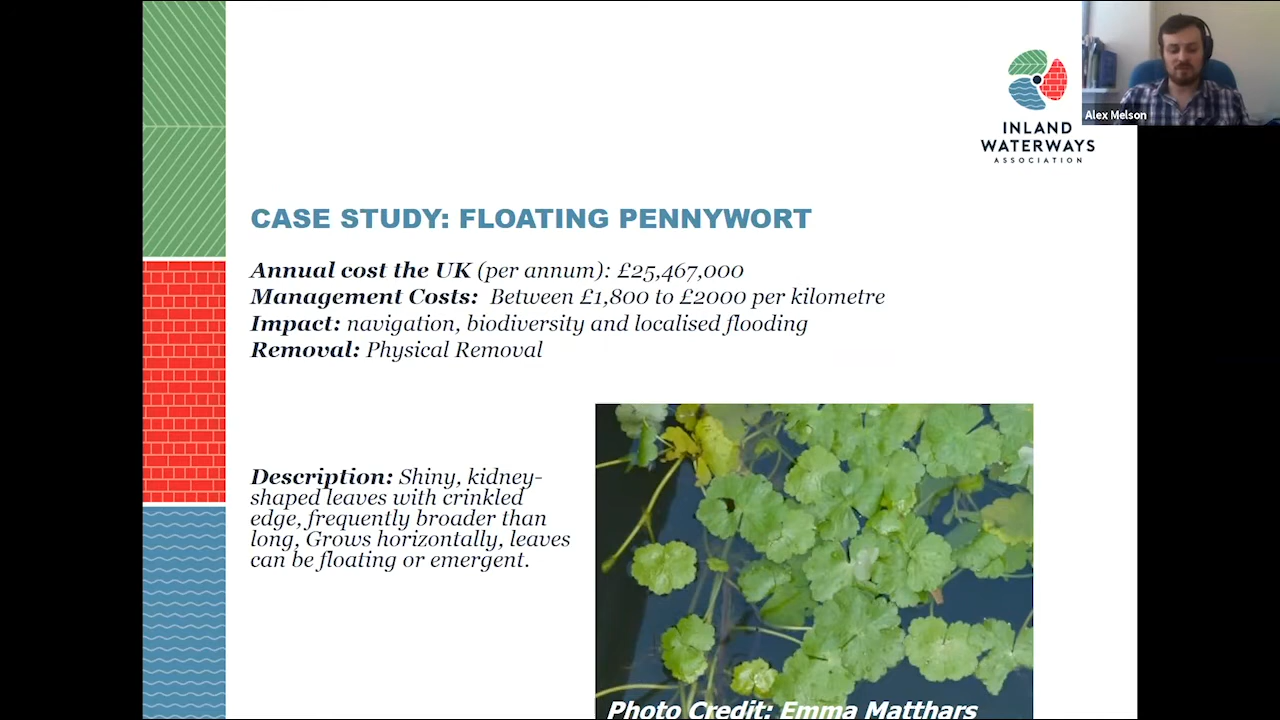 Alex Melson
INLAND
WATERWAYS
ASSOCIATION
CASE STUDY: FLOATING PENNYWORT
Annual cost the UK (per annum): £25,467,000
Management Costs: Between £1,800 to £2000 per kilometre
Impact: navigation, biodiversity and localised flooding
Removal: Physical Removal
Description: Shiny, kidney-
shaped leaves with crinkled
edge, frequently broader than
long, Grows horizontally, leaves
can be floating or emergent.
Photo Credit: Emma Matthars